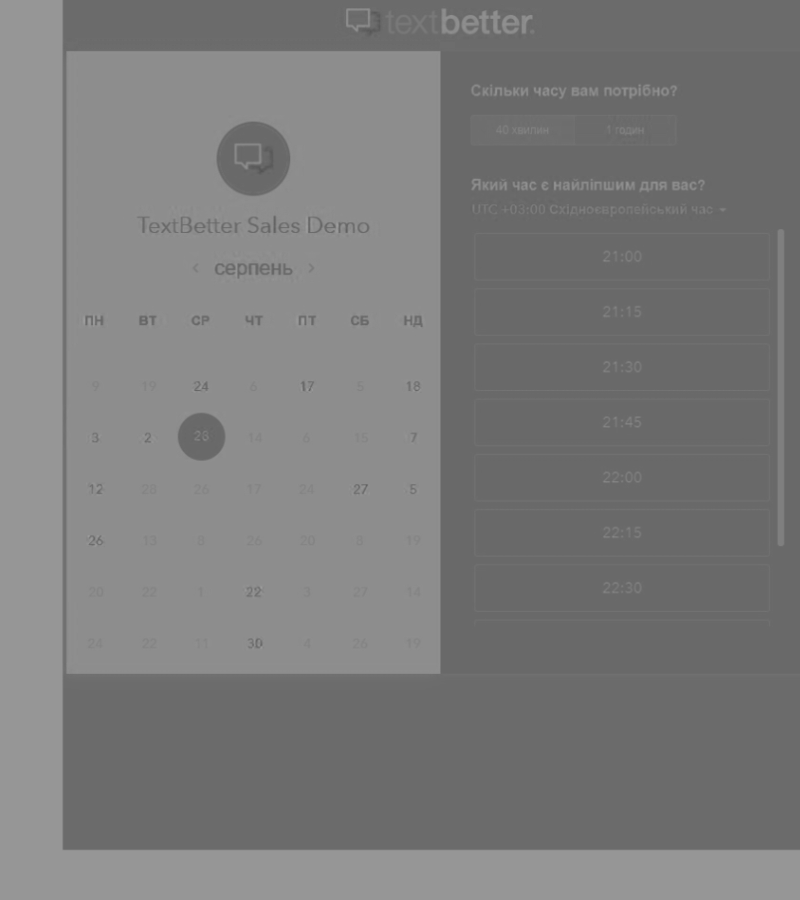 textbetter.
TextBetter Sales Demo
‹ серпень ›
ПН ВТ СР ЧТ ПТ СБ НД
9 19 24 6 17 5 18
3 2 28 14 6 15 7
12 28 26 17 24 27 5
26 13 8 26 20 8 19
20 22 1 22 3 27 14
24 22 11 30 4 26 19
Скільки часу вам потрібно?
40 хвилин 1 годин
Який час є найліпшим для вас?
UTC +03:00 Східноєвропейський час
21:00
21:15
21:30
21:45
22:00
22:15
22:30